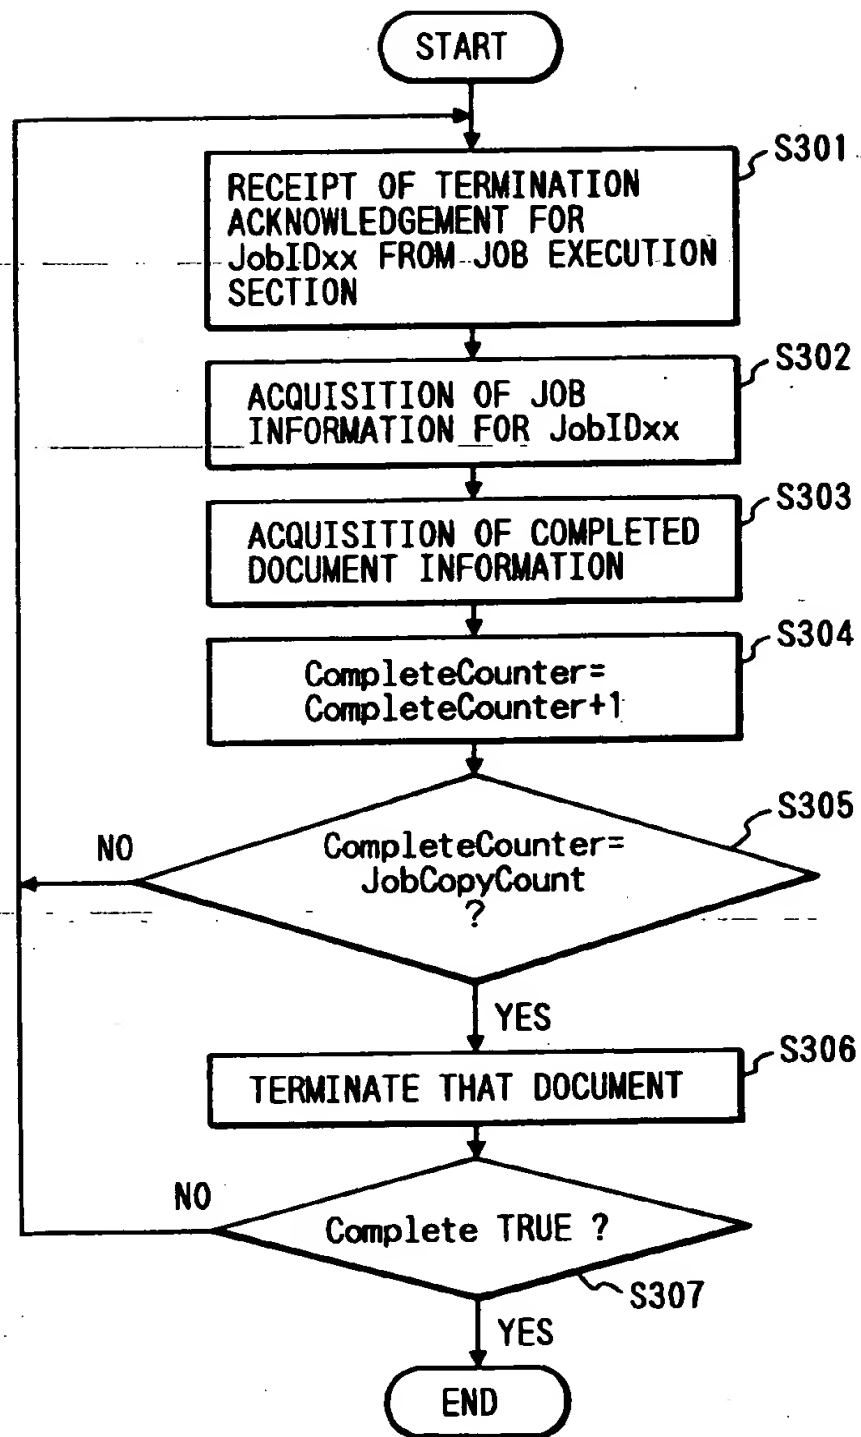 START
S301
RECEIPT OF TERMINATION
ACKNOWLEDGEMENT FOR
JobIDxx FROM JOB EXECUTION
SECTION
S302
ACQUISITION OF JOB
INFORMATION FOR JobIDxx
S303
ACQUISITION OF COMPLETED
DOCUMENT INFORMATION
S304
CompleteCounter=
CompleteCounter+1
S305
NO
CompleteCounter=
JobCopyCount
?
YES
S306
TERMINATE THAT DOCUMENT
NO
Complete TRUE ?
S307
YES
END